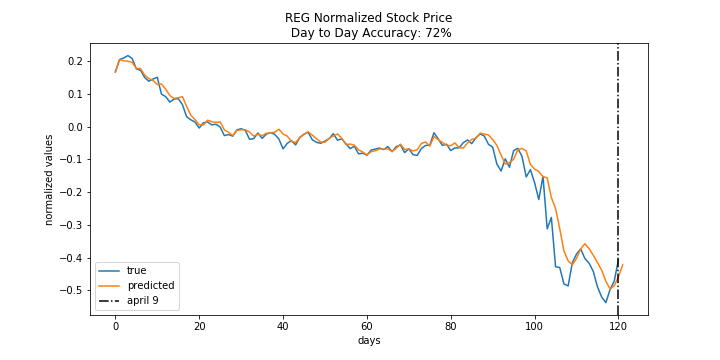 REG Normalized Stock Price
Day to Day Accuracy: 72%
normalized values
0.2
0.1
0.0
−0.1
−0.2
−0.3
−0.4
−0.5
true
predicted
april 9
0
20
40
60
80
100
120
days